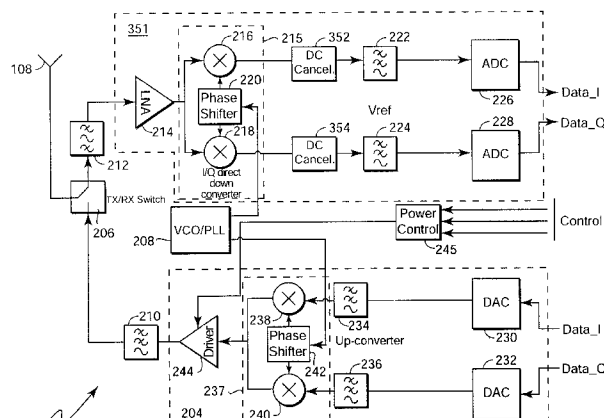 351
216
215
352
222
108
DC
Cancel.
ADC
220
LNA
Phase
Shifter
226
Data_I
214
218
354
Vref
224
228
Data_Q
DC
Cancel.
ADC
212
I/Q direct
down
converter
TX/RX Switch
206
VCO/PLL
208
Power
Control
245
Control
210
238
234
DAC
230
Data_I
Driver
Phase
Shifter
Up-converter
244
242
236
232
237
DAC
Data_Q
204
240